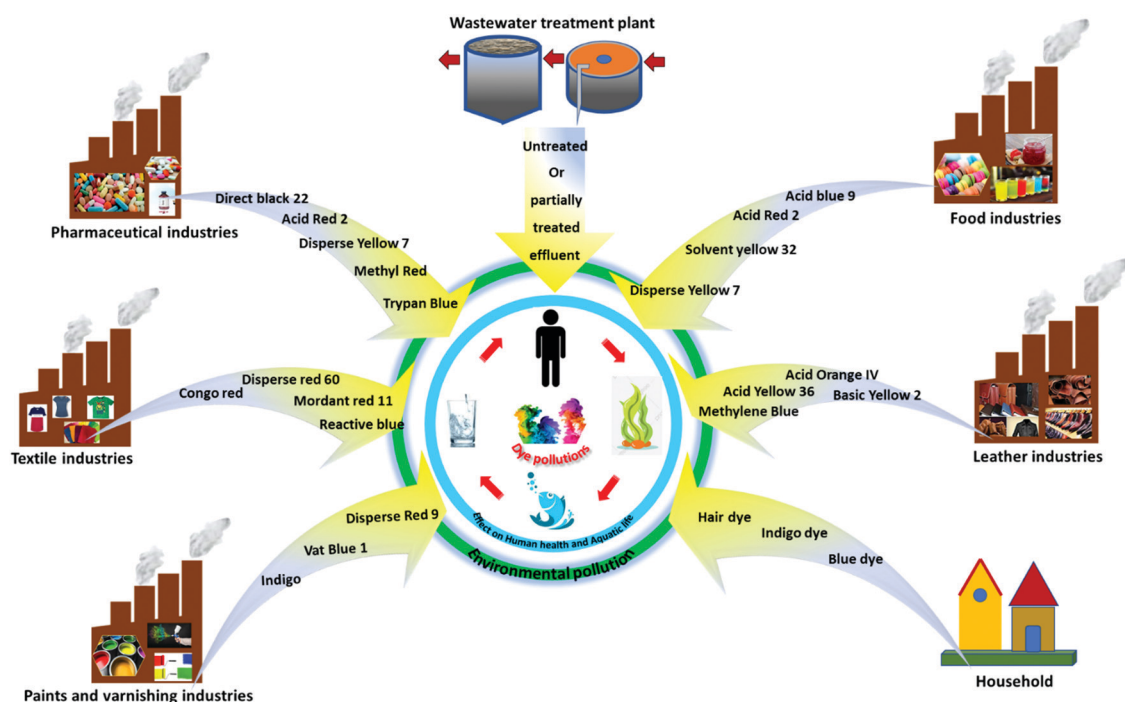 Wastewater treatment plant
Untreated
Or
partially
treated
effluent
Pharmaceutical industries
Direct black 22
Acid Red 2
Disperse Yellow 7
Methyl Red
Trypan Blue
Food industries
Acid blue 9
Acid Red 2
Solvent yellow 32
Disperse Yellow 7
Textile industries
Congo red
Disperse red 60
Mordant red 11
Reactive blue
Leather industries
Acid Orange IV
Basic Yellow 2
Acid Yellow 36
Methylene Blue
Dye pollutions
Effect on Human health and Aquatic life
Environmental pollution
Paints and varnishing industries
Disperse Red 9
Vat Blue 1
Indigo
Household
Hair dye
Indigo dye
Blue dye